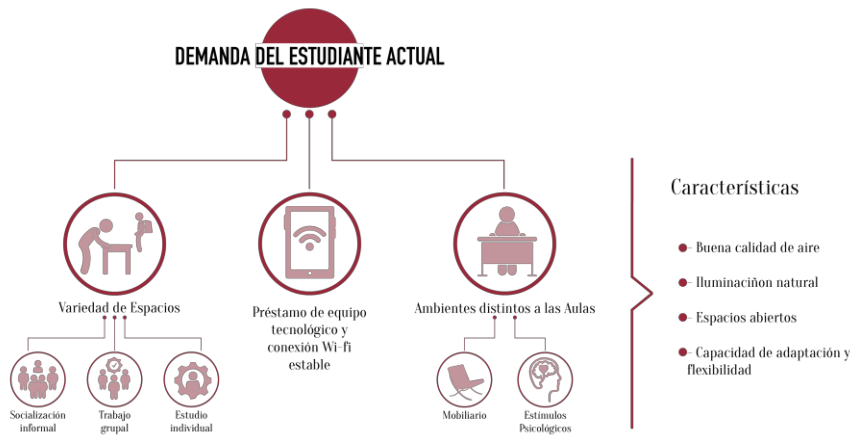 DEMANDA DEL ESTUDIANTE ACTUAL
Variedad de Espacios
Socialización
informal
Trabajo
grupal
Estudio
individual
Préstamo de equipo
tecnológico y
conexión Wi-fi
estable
Ambientes distintos a las Aulas
Mobiliario
Estímulos
Psicológicos
Características
- Buena calidad de aire
- Iluminaciñon natural
- Espacios abiertos
- Capacidad de adaptación y
flexibilidad